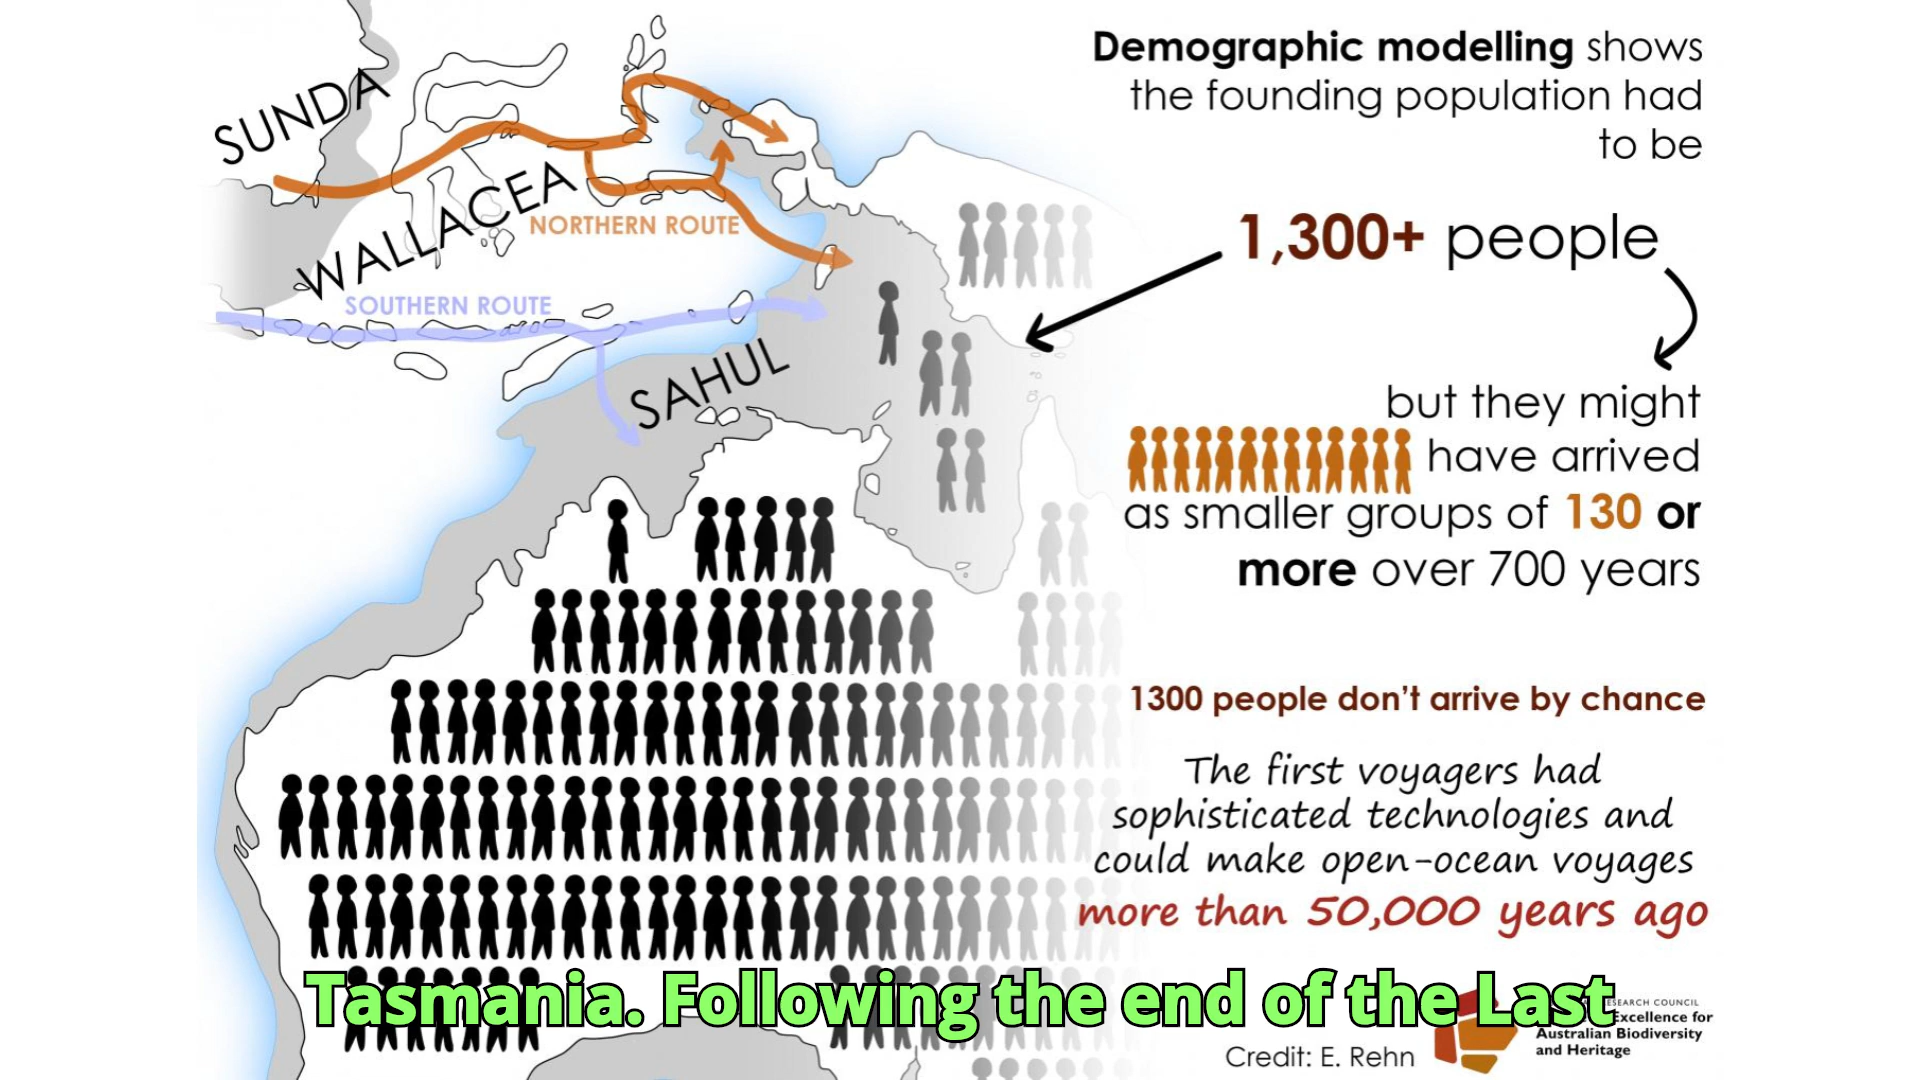 SUNDA
WALLACEA
NORTHERN ROUTE
SOUTHERN ROUTE
SAHUL
Demographic modelling shows
the founding population had
to be
1,300+ people
but they might
have arrived
as smaller groups of 130 or
more over 700 years
1300 people don't arrive by chance
The first voyagers had
sophisticated technologies and
could make open-ocean voyages
more than 50,000 years ago
Tasmania. Following the end of the Last
RESEARCH COUNCIL
Excellence for
Australian Biodiversity
and Heritage
Credit: E. Rehn